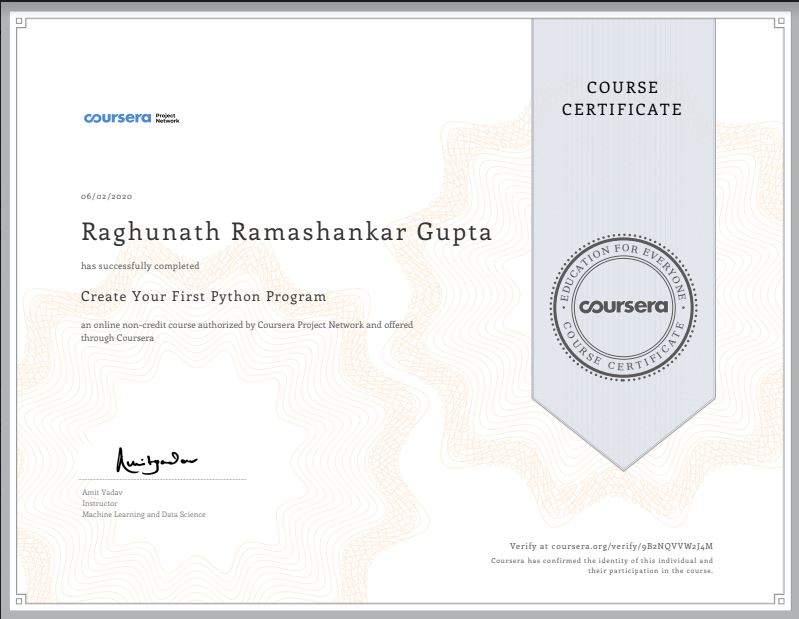 COURSE
CERTIFICATE
coursera Project
Network
06/02/2020
Raghunath Ramashankar Gupta
has successfully completed
Create Your First Python Program
an online non-credit course authorized by Coursera Project Network and offered
through Coursera
EDUCATION FOR EVERYONE
coursera
COURSE CERTIFICATE
Amit Yadav
Amit Yadav
Instructor
Machine Learning and Data Science
Verify at coursera.org/verify/9B2NQVVW2J4M
Coursera has confirmed the identity of this individual and
their participation in the course.